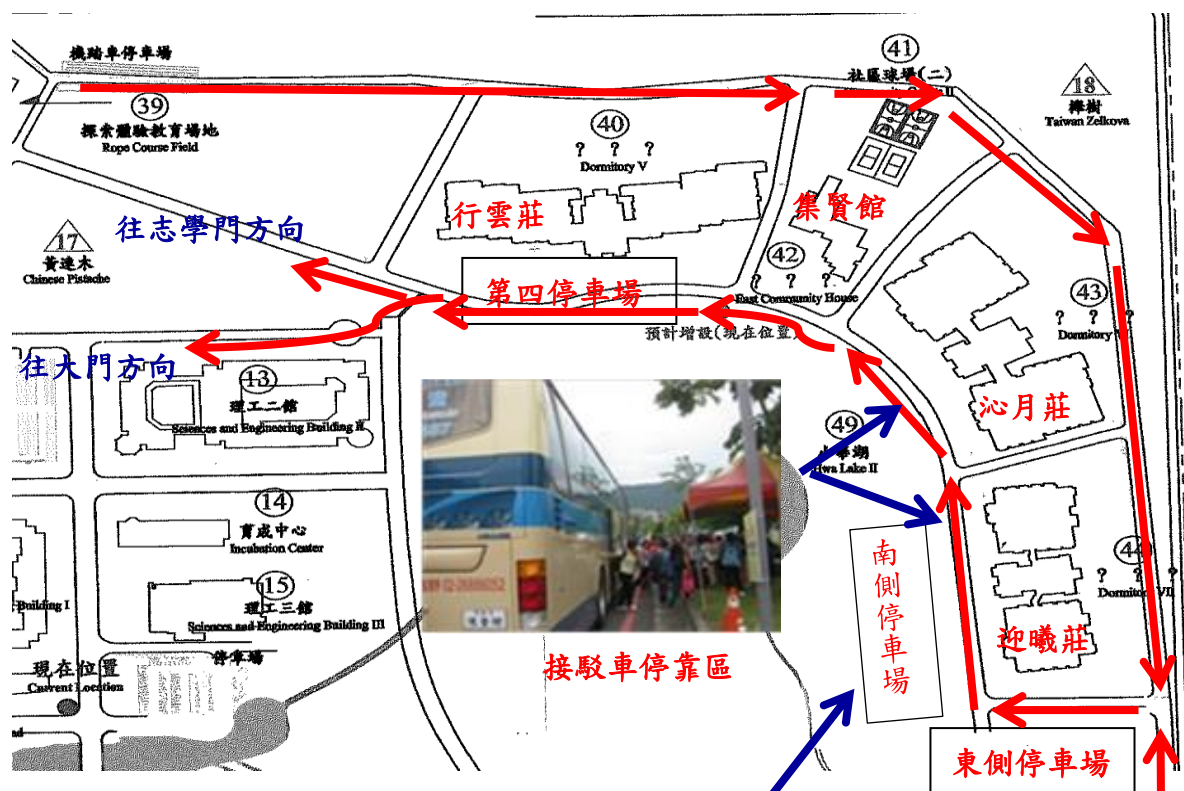 機踏車停車場
39
探索體驗教育場地
Rope Course Field
41
社區球場(二)
18
櫸樹
Taiwan Zelkova
40
? ? ?
Dormitory V
行雲莊
集賢館
往志學門方向
17
黃連木
Chinese Pistache
42
? ? ?
East Community House
第四停車場
預計增設(現在位置)
43
? ? ?
沁月莊
往大門方向
13
理工二館
Sciences and Engineering Building II
49
Hwa Lake II
14
育成中心
Incubation Center
南側停車場
44
? ? ?
Dormitory VII
15
理工三館
Sciences and Engineering Building III
Building I
迎曦莊
停車場
接駁車停靠區
現在位置
Current Location
東側停車場